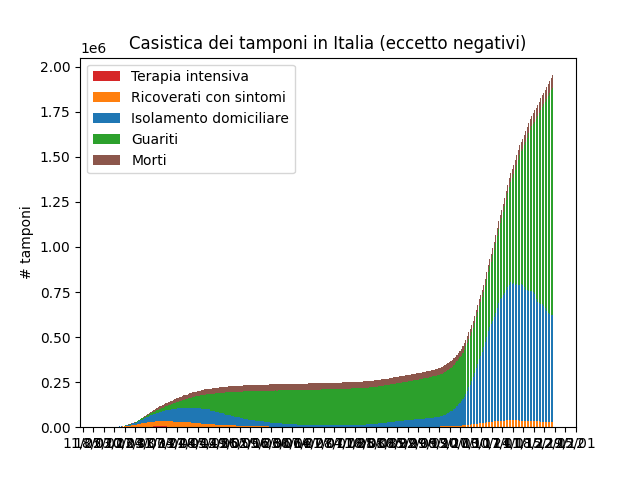 Casistica dei tamponi in Italia (eccetto negativi)
1e6
Terapia intensiva
Ricoverati con sintomi
Isolamento domiciliare
Guariti
Morti
2.00
1.75
1.50
1.25
1.00
0.75
0.50
0.25
0.00
# tamponi